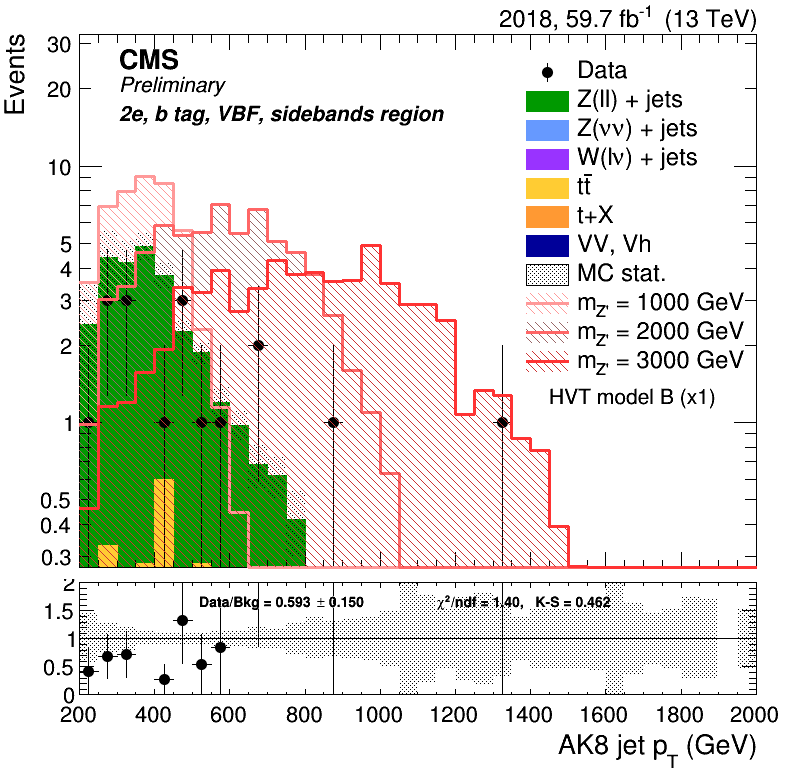 2018, 59.7 fb⁻¹ (13 TeV)
Events
CMS
Preliminary
2e, b tag, VBF, sidebands region
Data
Z(ll) + jets
Z(νν) + jets
W(lν) + jets
tt̄
t+X
VV, Vh
MC stat.
m_Z' = 1000 GeV
m_Z' = 2000 GeV
m_Z' = 3000 GeV
HVT model B (x1)
30
20
10
5
4
3
2
1
0.5
0.4
0.3
Data/Bkg = 0.593 ± 0.150 χ²/ndf = 1.40, K-S = 0.462
2
1.5
1
0.5
0
200 400 600 800 1000 1200 1400 1600 1800 2000
AK8 jet p_T (GeV)